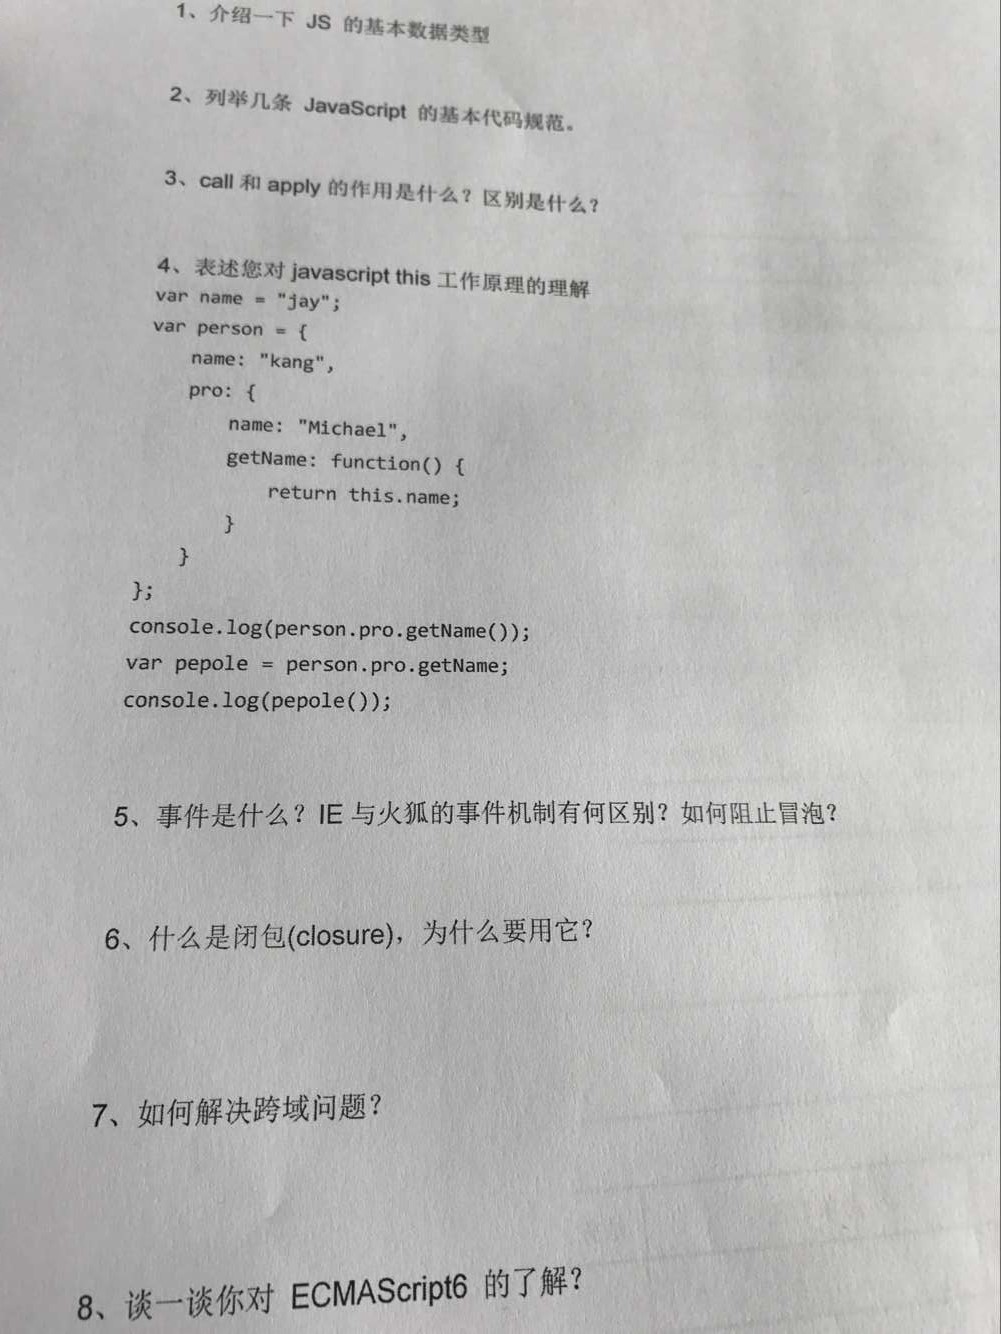 1、介绍一下 JS 的基本数据类型
2、列举几条 JavaScript 的基本代码规范。
3、call 和 apply 的作用是什么？区别是什么？
4、表述您对 javascript this 工作原理的理解
var name = "jay";
var person = {
name: "kang",
pro: {
name: "Michael",
getName: function() {
return this.name;
}
}
};
console.log(person.pro.getName());
var pepole = person.pro.getName;
console.log(pepole());
5、事件是什么？IE 与火狐的事件机制有何区别？如何阻止冒泡？
6、什么是闭包(closure)，为什么要用它？
7、如何解决跨域问题？
8、谈一谈你对 ECMAScript6 的了解？